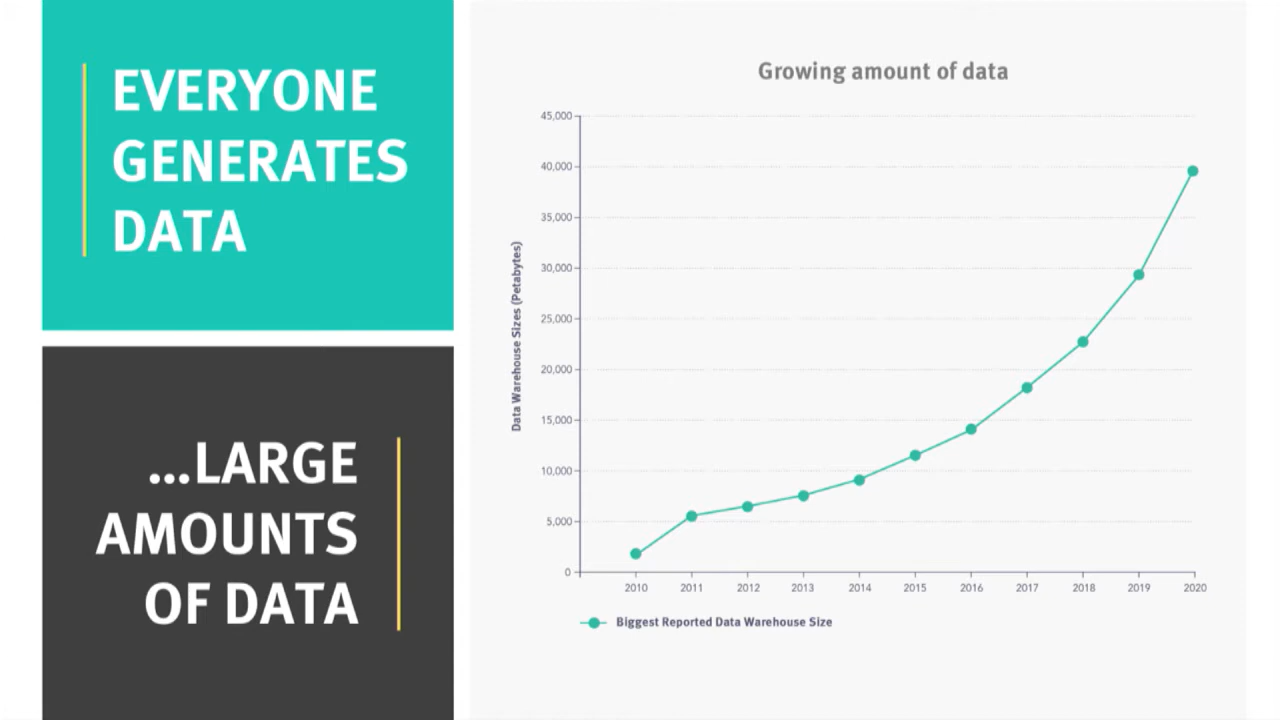 EVERYONE
GENERATES
DATA
...LARGE
AMOUNTS
OF DATA
Growing amount of data
Data Warehouse Sizes (Petabytes)
45,000
40,000
35,000
30,000
25,000
20,000
15,000
10,000
5,000
0
2010 2011 2012 2013 2014 2015 2016 2017 2018 2019 2020
Biggest Reported Data Warehouse Size